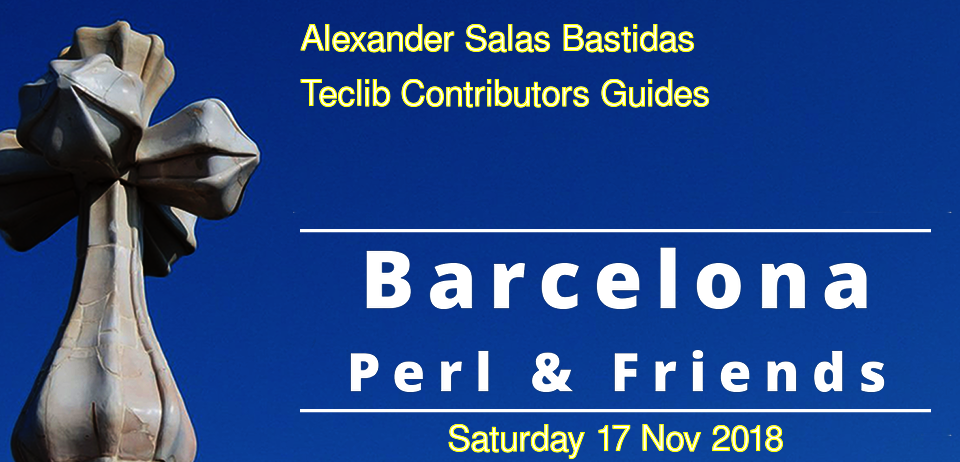 Alexander Salas Bastidas
Teclib Contributors Guides
Barcelona
Perl & Friends
Saturday 17 Nov 2018